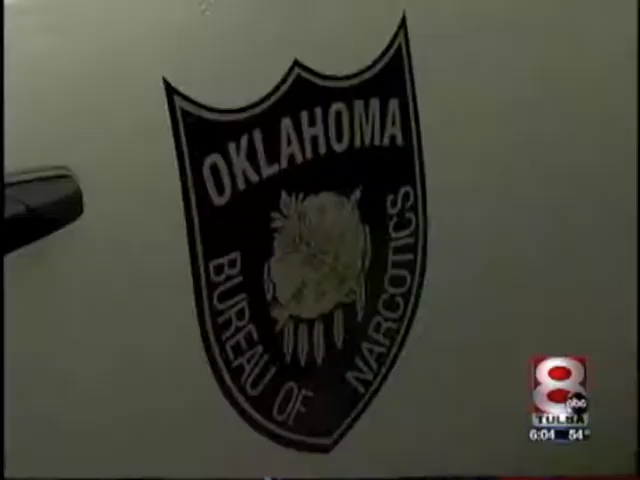 OKLAHOMA
BUREAU OF NARCOTICS
8
abc
TULSA
6:04 54°